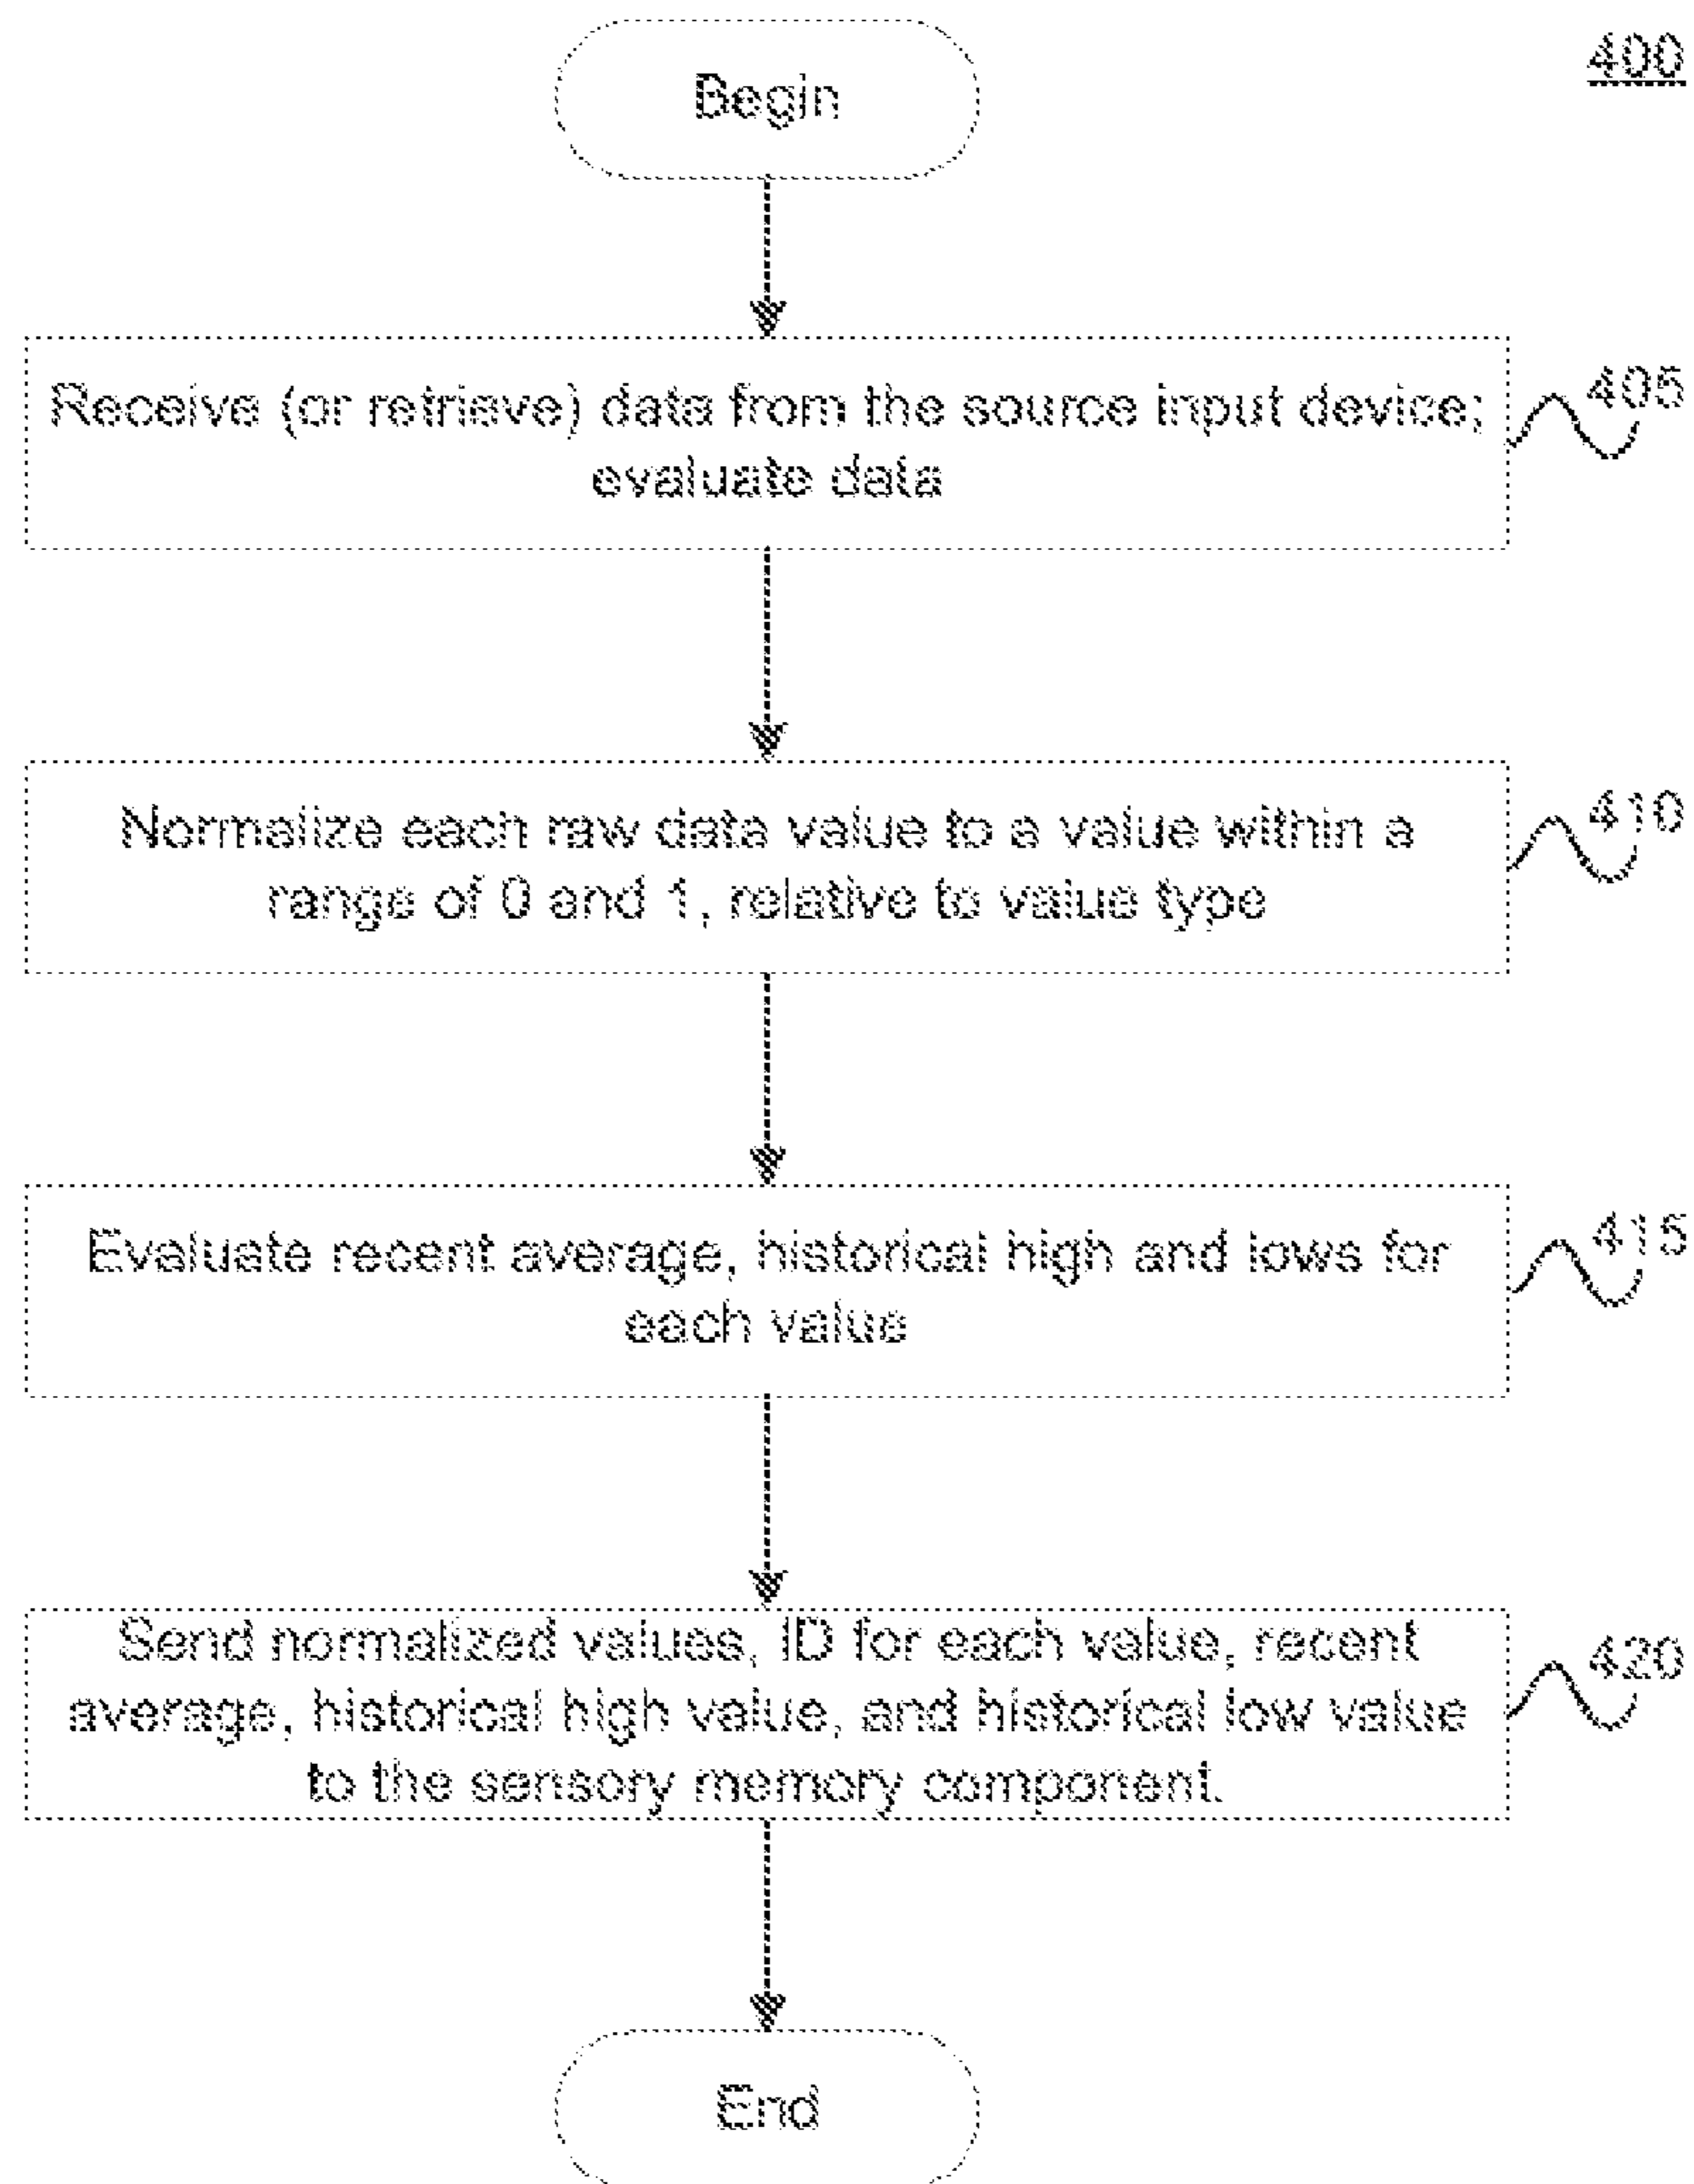 400
Begin
Receive (or retrieve) data from the source input device;
evaluate data
405
Normalize each raw data value to a value within a
range of 0 and 1, relative to value type
410
Evaluate recent average, historical high and lows for
each value
415
Send normalized values, ID for each value, recent
average, historical high value, and historical low value
to the sensory memory component.
420
End